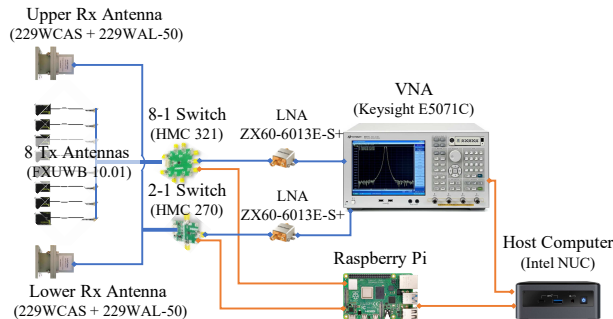 Upper Rx Antenna
(229WCAS + 229WAL-50)
8-1 Switch
(HMC 321)
LNA
ZX60-6013E-S+
VNA
(Keysight E5071C)
8 Tx Antennas
(FXUWB 10.01)
2-1 Switch
(HMC 270)
LNA
ZX60-6013E-S+
Raspberry Pi
Host Computer
(Intel NUC)
Lower Rx Antenna
(229WCAS + 229WAL-50)